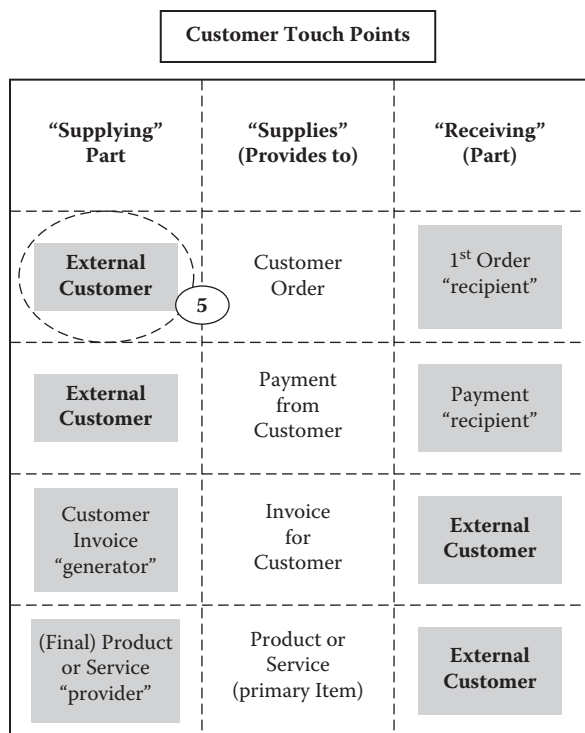 Customer Touch Points
“Supplying”
Part
“Supplies”
(Provides to)
“Receiving”
(Part)
External
Customer
5
Customer
Order
1st Order
“recipient”
External
Customer
Payment
from
Customer
Payment
“recipient”
Customer
Invoice
“generator”
Invoice
for
Customer
External
Customer
(Final) Product
or Service
“provider”
Product or
Service
(primary Item)
External
Customer